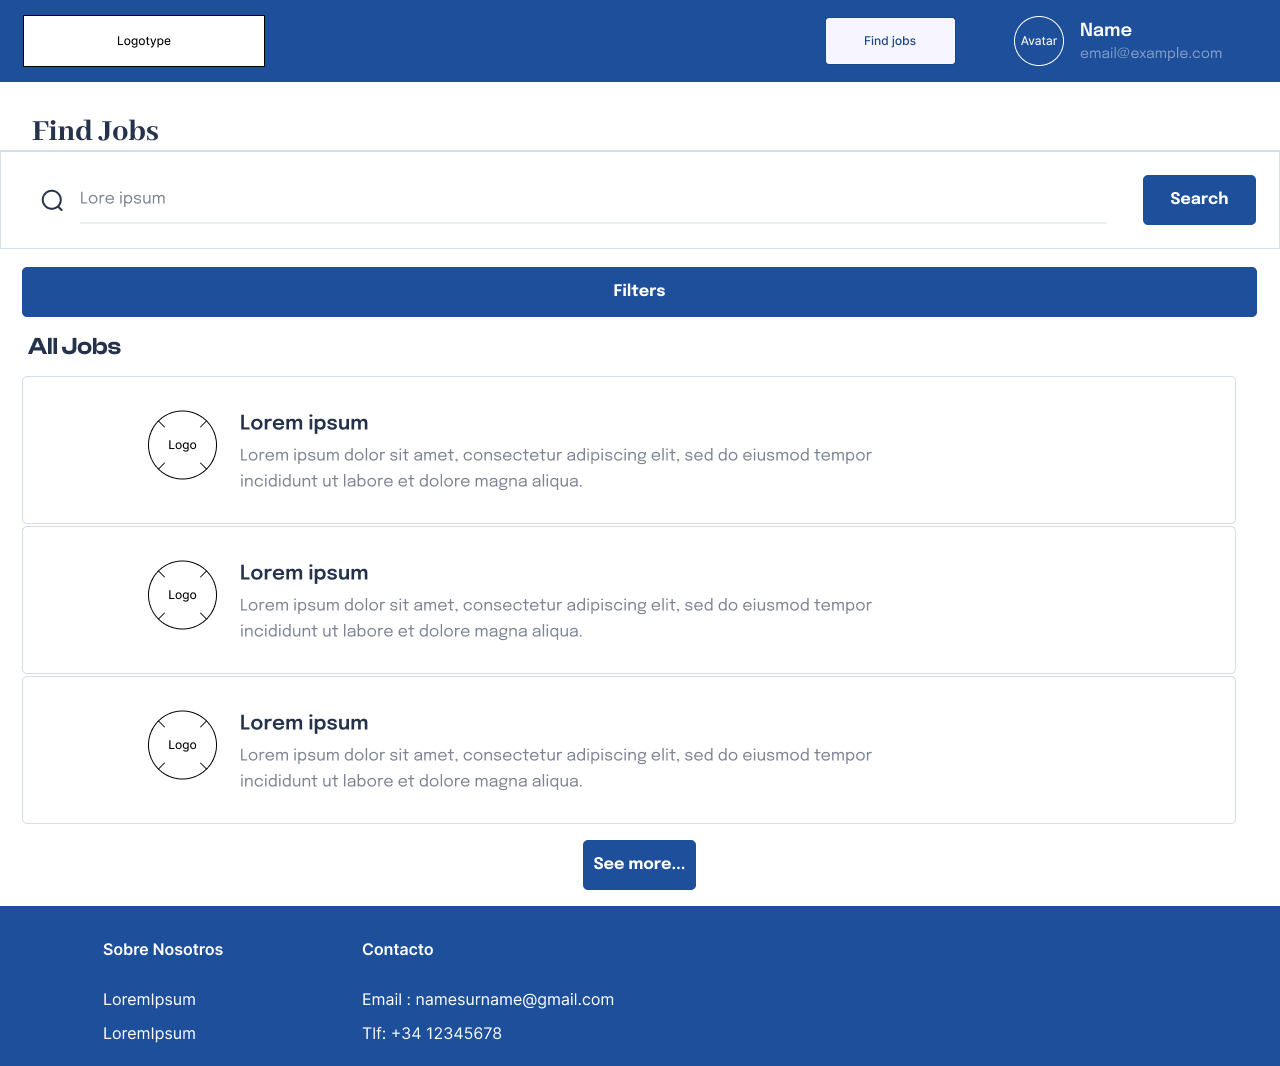 Logotype
Find jobs
Avatar
Name
email@example.com
Find Jobs
Lore ipsum
Search
Filters
All Jobs
Logo
Lorem ipsum
Lorem ipsum dolor sit amet, consectetur adipiscing elit, sed do eiusmod tempor
incididunt ut labore et dolore magna aliqua.
Logo
Lorem ipsum
Lorem ipsum dolor sit amet, consectetur adipiscing elit, sed do eiusmod tempor
incididunt ut labore et dolore magna aliqua.
Logo
Lorem ipsum
Lorem ipsum dolor sit amet, consectetur adipiscing elit, sed do eiusmod tempor
incididunt ut labore et dolore magna aliqua.
See more...
Sobre Nosotros
LoremIpsum
LoremIpsum
Contacto
Email : namesurname@gmail.com
Tlf: +34 12345678